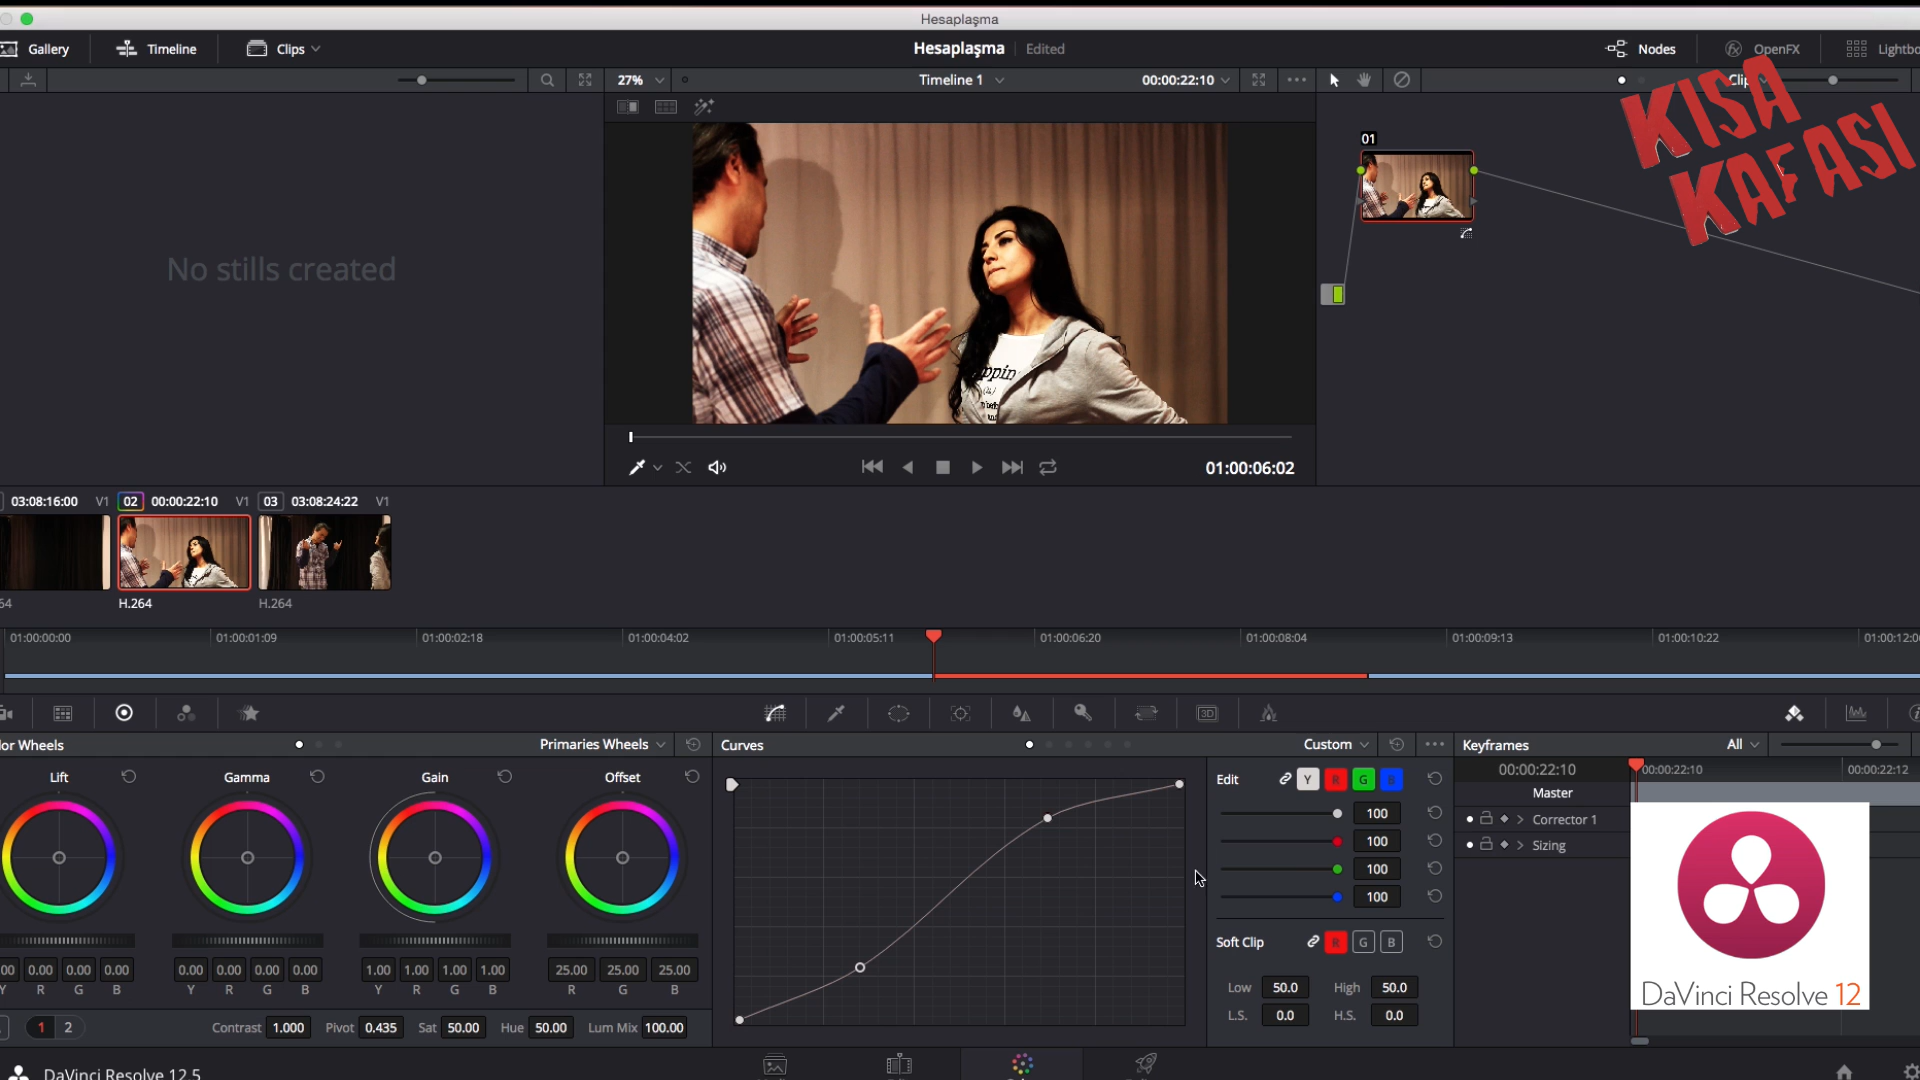 Hesaplaşma
Gallery
Timeline
Clips
Hesaplaşma
Edited
Nodes
OpenFX
27%
Timeline 1
00:00:22:10
Clip
KISA
KAFASI
01
No stills created
ppin
01:00:06:02
03:08:16:00 V1 02 00:00:22:10 V1 03 03:08:24:22 V1
H.264
H.264
01:00:00:00 01:00:01:09 01:00:02:18 01:00:04:02 01:00:05:11 01:00:06:20 01:00:08:04 01:00:09:13 01:00:10:22 01:00:12:0
3D
or Wheels
Primaries Wheels
Curves
Custom
Keyframes
All
Lift Gamma Gain Offset
Edit Y R G B
100
100
100
100
Soft Clip R G B
Low 50.0 High 50.0
L.S. 0.0 H.S. 0.0
00:00:22:10 00:00:22:10 00:00:22:12
Master
Corrector 1
Sizing
DaVinci Resolve 12
00 0.00 0.00 0.00 0.00 0.00 0.00 0.00 1.00 1.00 1.00 1.00 25.00 25.00 25.00
Y R G B Y R G B Y R G B R G B
1 2 Contrast 1.000 Pivot 0.435 Sat 50.00 Hue 50.00 Lum Mix 100.00
DaVinci Resolve 12.5